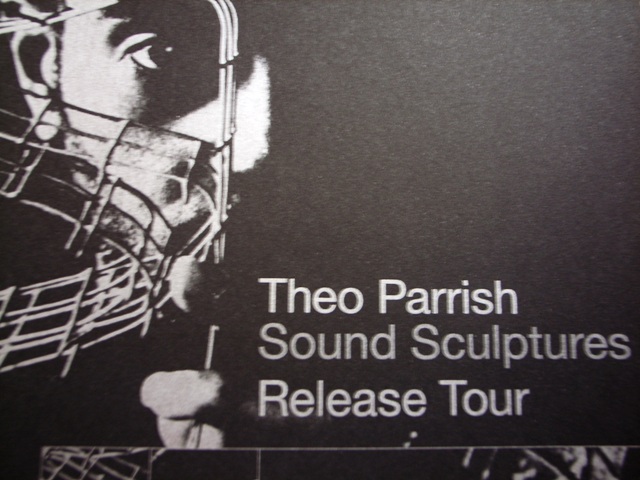 Theo Parrish
Sound Sculptures
Release Tour